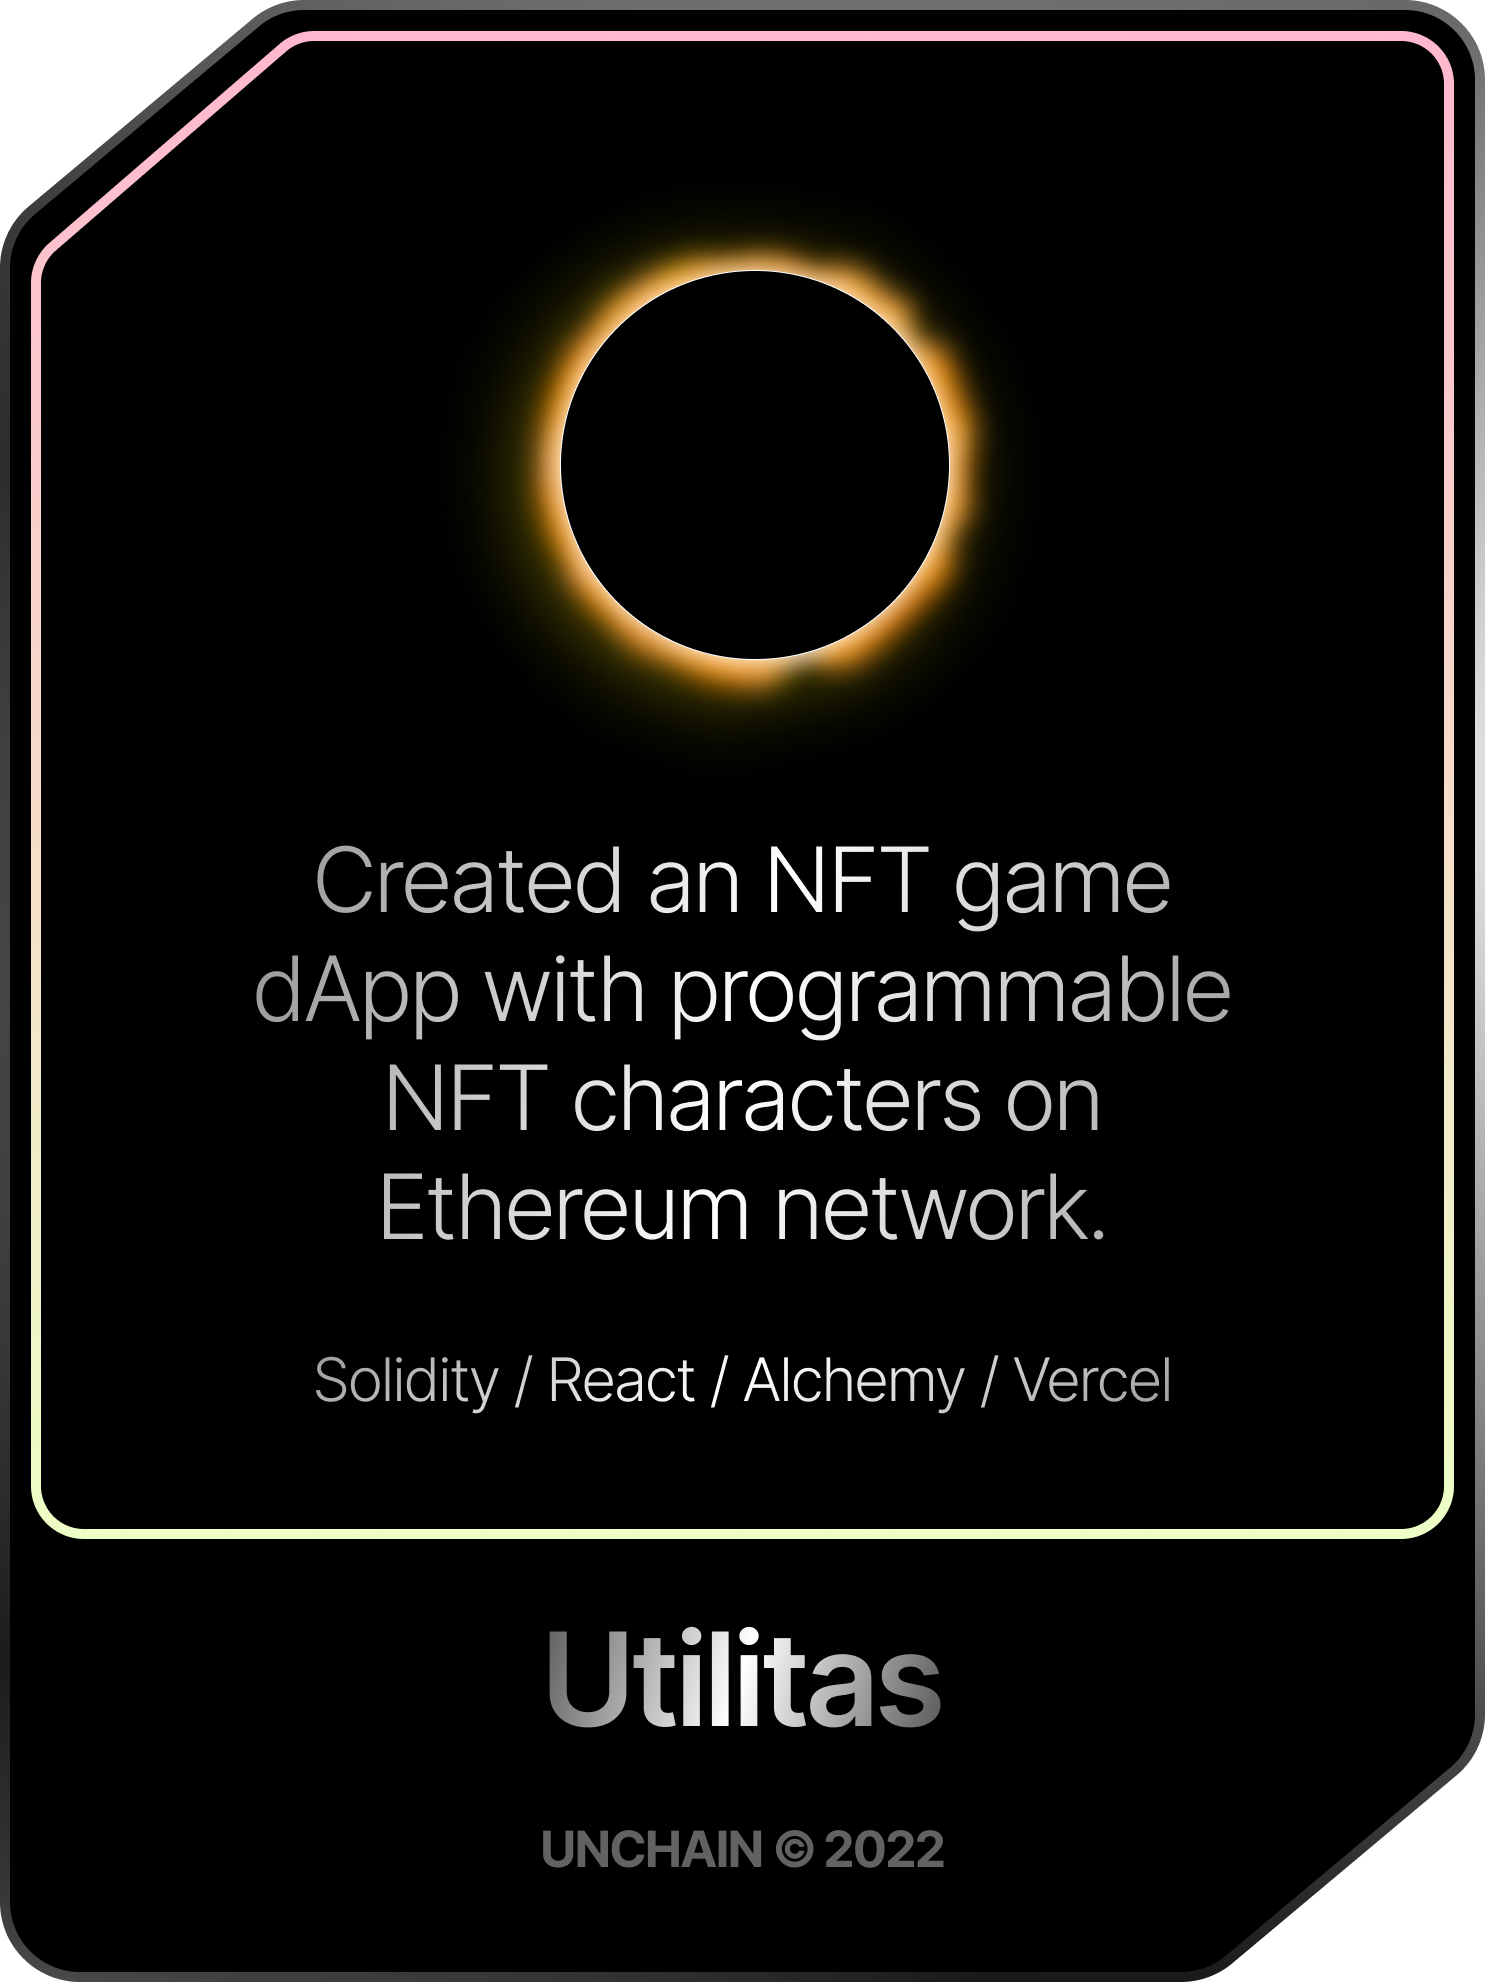 Created an NFT game
dApp with programmable
NFT characters on
Ethereum network.
Solidity / React / Alchemy / Vercel
Utilitas
UNCHAIN © 2022